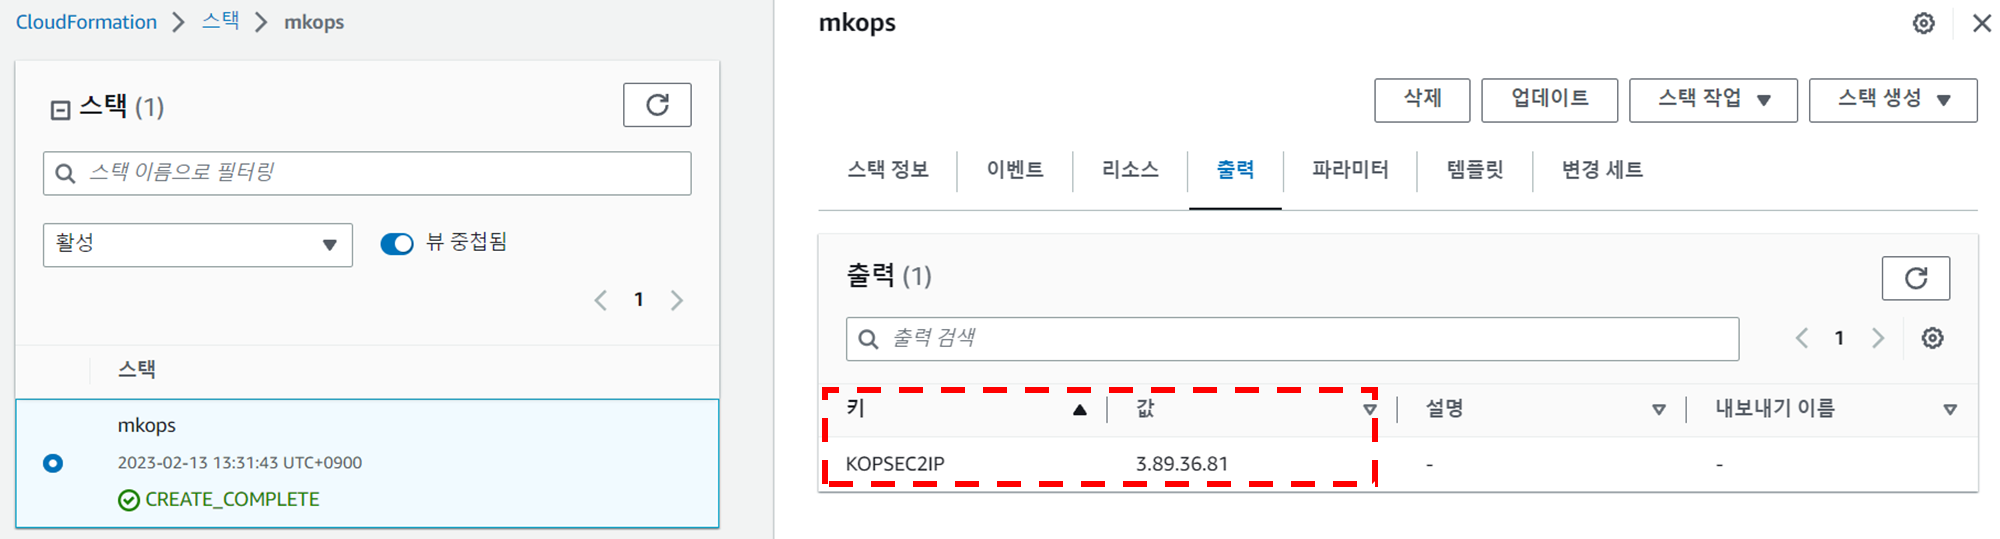 CloudFormation > 스택 > mkops
스택 (1)
스택 이름으로 필터링
활성
뷰 중첩됨
1
스택
mkops
2023-02-13 13:31:43 UTC+0900
CREATE_COMPLETE
mkops
삭제 업데이트 스택 작업 스택 생성
스택 정보 이벤트 리소스 출력 파라미터 템플릿 변경 세트
출력 (1)
출력 검색
1
키 값 설명 내보내기 이름
KOPSEC2IP 3.89.36.81 - -